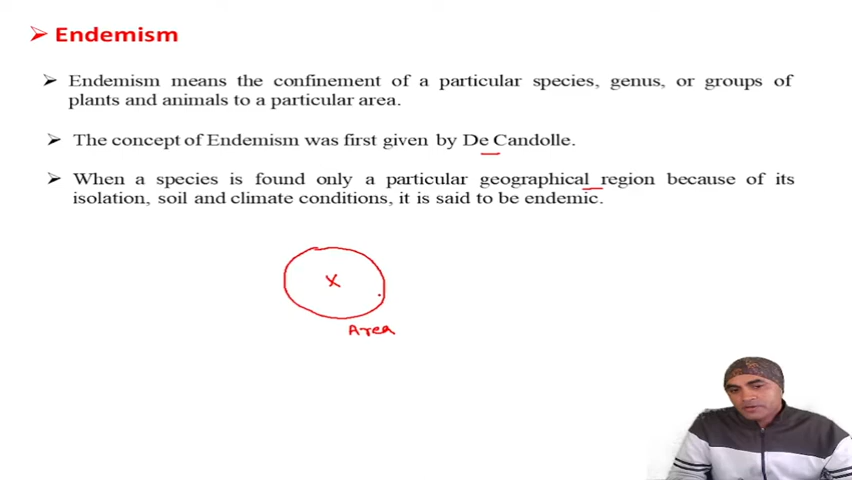 Endemism
Endemism means the confinement of a particular species, genus, or groups of
plants and animals to a particular area.
The concept of Endemism was first given by De Candolle.
When a species is found only a particular geographical region because of its
isolation, soil and climate conditions, it is said to be endemic.
X
Area